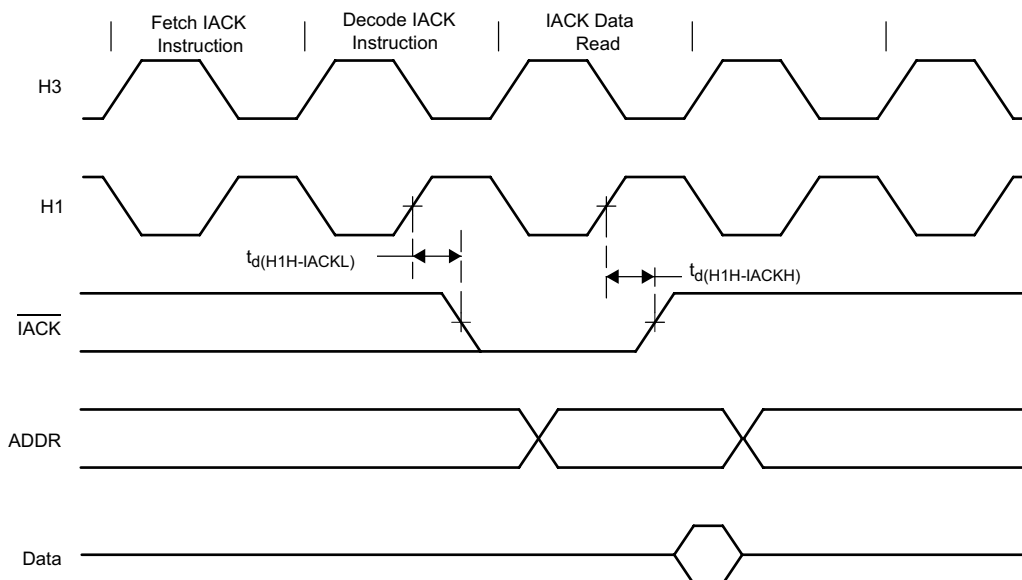 Fetch IACK
Instruction
Decode IACK
Instruction
IACK Data
Read
H3
H1
td(H1H-IACKL)
td(H1H-IACKH)
IACK
ADDR
Data